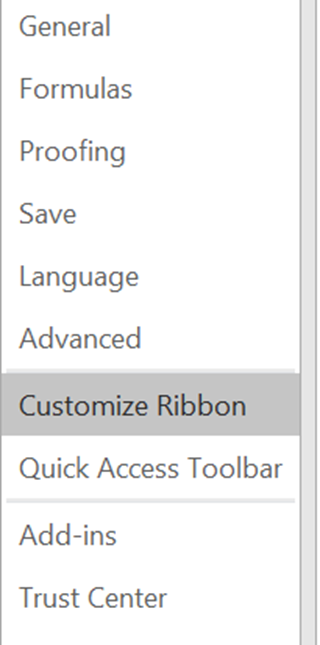 General
Formulas
Proofing
Save
Language
Advanced
Customize Ribbon
Quick Access Toolbar
Add-ins
Trust Center